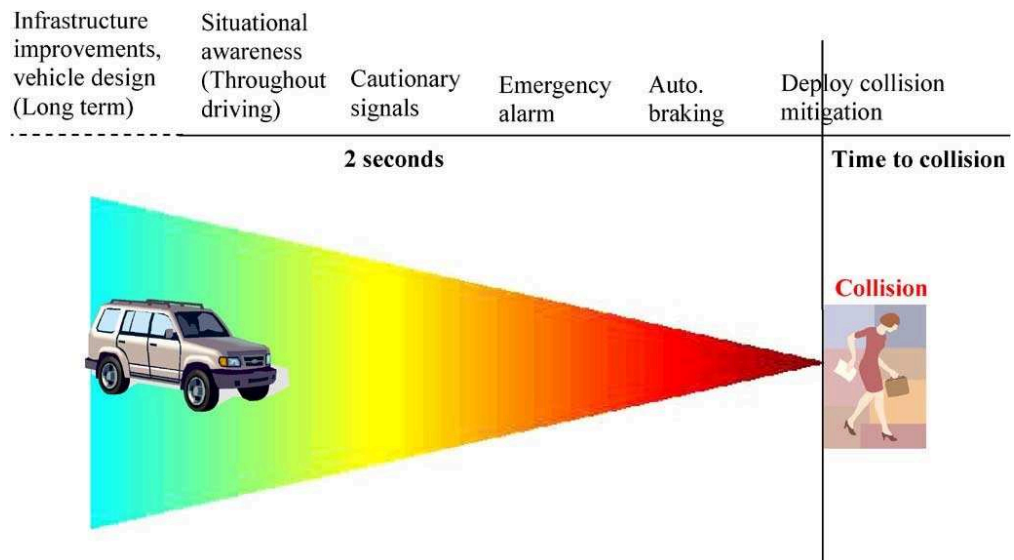 Infrastructure
improvements,
vehicle design
(Long term)
Situational
awareness
(Throughout
driving)
Cautionary
signals
Emergency
alarm
Auto.
braking
Deploy collision
mitigation
2 seconds
Time to collision
Collision